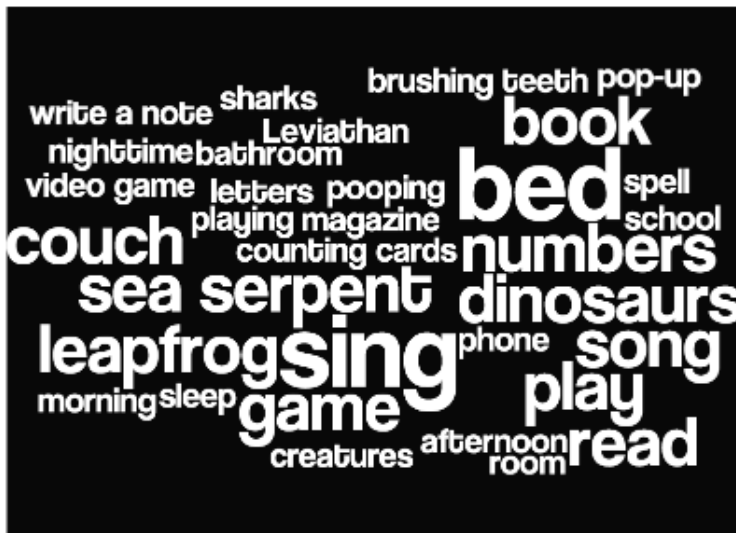 brushing teeth pop-up
write a note sharks
Leviathan book
nighttime bathroom
video game letters pooping bed spell
playing magazine school
couch counting cards numbers
sea serpent dinosaurs
leapfrog sing phone song
morning sleep game play
creatures afternoon read
room